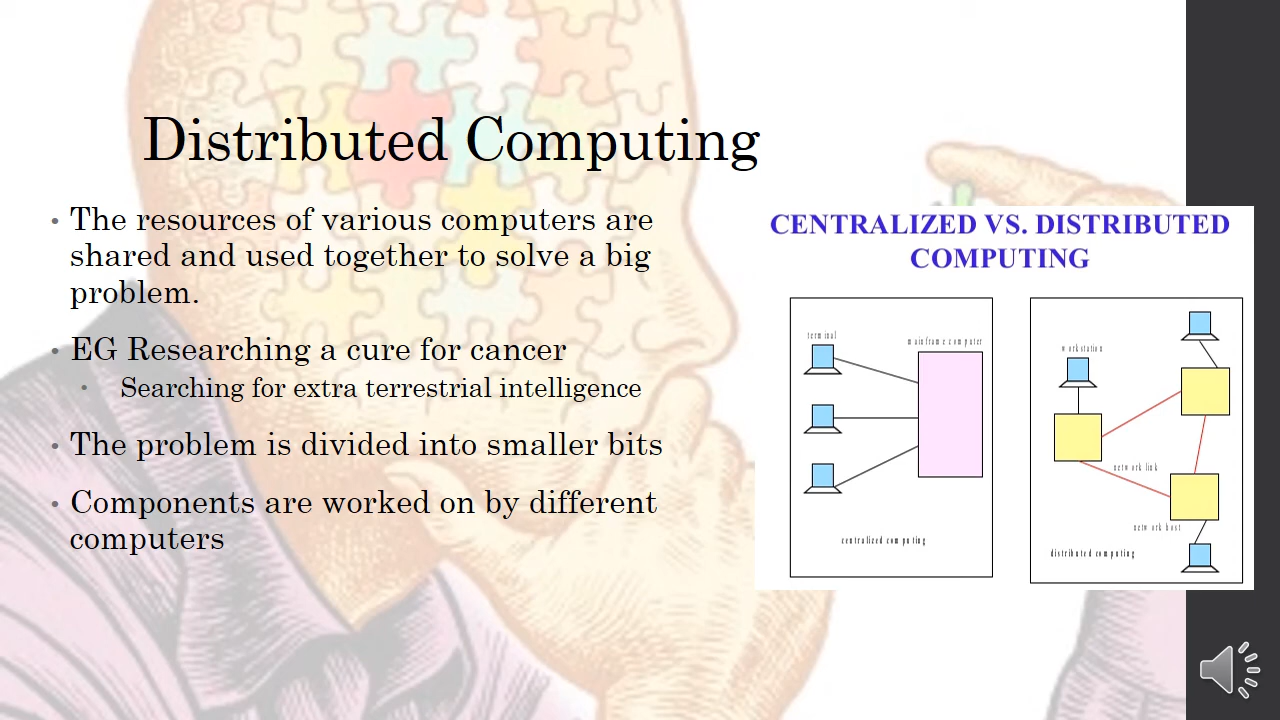 Distributed Computing
• The resources of various computers are
shared and used together to solve a big
problem.
• EG Researching a cure for cancer
• Searching for extra terrestrial intelligence
• The problem is divided into smaller bits
• Components are worked on by different
computers
CENTRALIZED VS. DISTRIBUTED
COMPUTING
terminal
mainframe computer
centralized computing
workstation
network link
network host
distributed computing